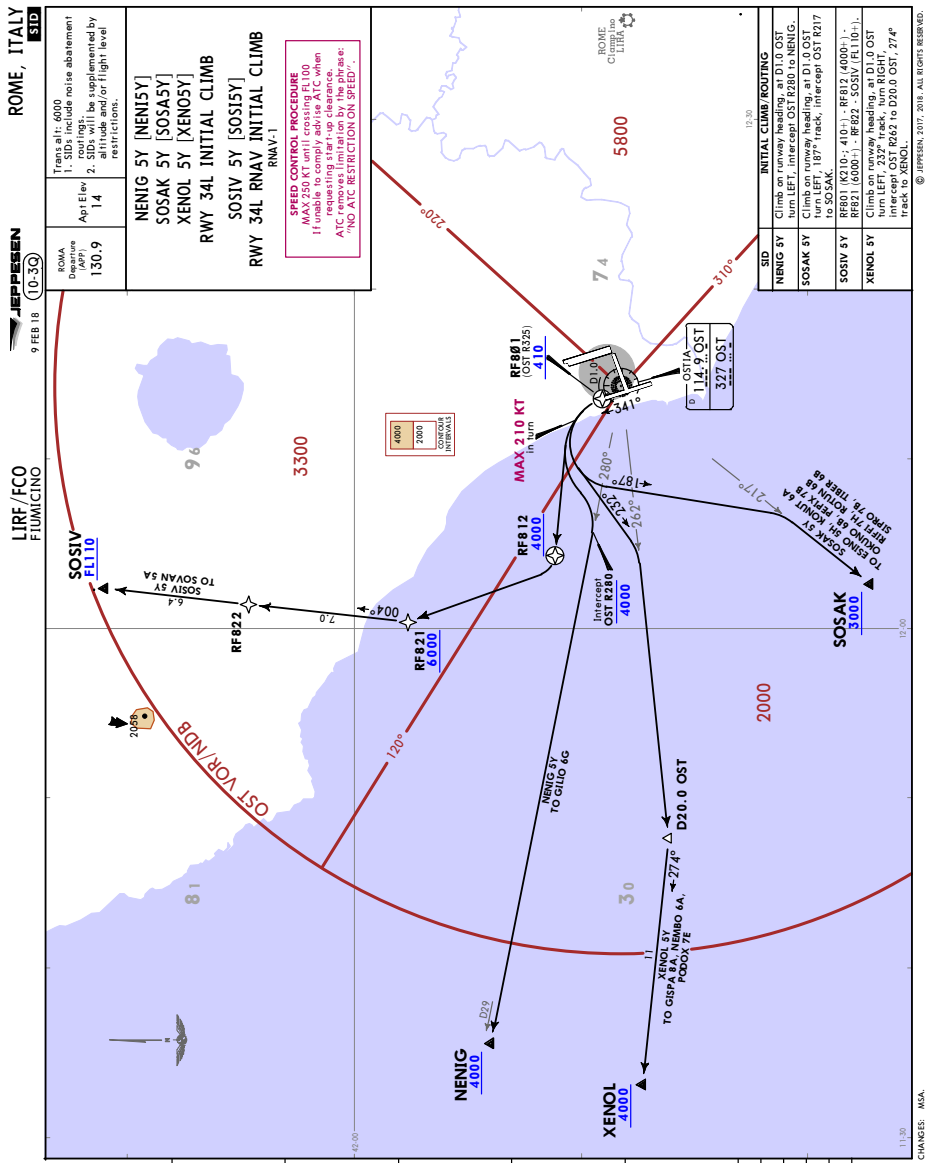 LIRF/FCO
FIUMICINO
JEPPESEN
9 FEB 18
10-3Q
ROME, ITALY
SID
ROMA
Departure
(APP)
130.9
Apt Elev
14
Trans alt: 6000
1. SIDs include noise abatement
routings.
2. SIDs will be supplemented by
altitude and/or flight level
restrictions.
NENIG 5Y [NENI5Y]
SOSAK 5Y [SOSA5Y]
XENOL 5Y [XENO5Y]
RWY 34L INITIAL CLIMB
SOSIV 5Y [SOSI5Y]
RWY 34L RNAV INITIAL CLIMB
RNAV-1
SPEED CONTROL PROCEDURE
MAX 250 KT until crossing FL100
If unable to comply advise ATC when
requesting start-up clearance.
ATC removes limitation by the phrase:
"NO ATC RESTRICTION ON SPEED".
ROME
Ciampino
LIRA
5800
12-30
220°
310°
74
96
3300
4000
2000
CONTOUR
INTERVALS
RF801
(OST R325)
410
MAX 210 KT
in turn
D1.0
341°
D
OSTIA
114.9 OST
327 OST
SOSIV
FL110
SOSIV 5Y
TO SOVAN 5A
6.4
RF822
7.0
004°
RF821
6000
RF812
4000
Intercept
OST R280
4000
280°
232°
262°
187°
217°
SOSAK 5Y
TO ESINO 5H, KONUT 6A
OKUNO 6B, PEPIX 7B
RIFFI 7H, ROTUN 6B
SIPRO 7B, TIBER 6B
SOSAK
3000
12-00
2058
OST VOR/NDB
120°
2000
NENIG 5Y
TO GILIO 6G
D20.0 OST
81
30
274°
11
XENOL 5Y
TO GISPA 8A, NEMBO 6A,
PODOX 7E
D29
NENIG
4000
XENOL
4000
42-00
11-30
SID
INITIAL CLIMB/ROUTING
NENIG 5Y
Climb on runway heading, at D1.0 OST
turn LEFT, intercept OST R280 to NENIG.
SOSAK 5Y
Climb on runway heading, at D1.0 OST
turn LEFT, 187° track, intercept OST R217
to SOSAK.
SOSIV 5Y
RF801 (K210-; 410+) - RF812 (4000+) -
RF821 (6000+) - RF822 - SOSIV (FL110+).
XENOL 5Y
Climb on runway heading, at D1.0 OST
turn LEFT, 232° track, turn RIGHT,
intercept OST R262 to D20.0 OST, 274°
track to XENOL.
CHANGES: MSA.
© JEPPESEN, 2017, 2018. ALL RIGHTS RESERVED.